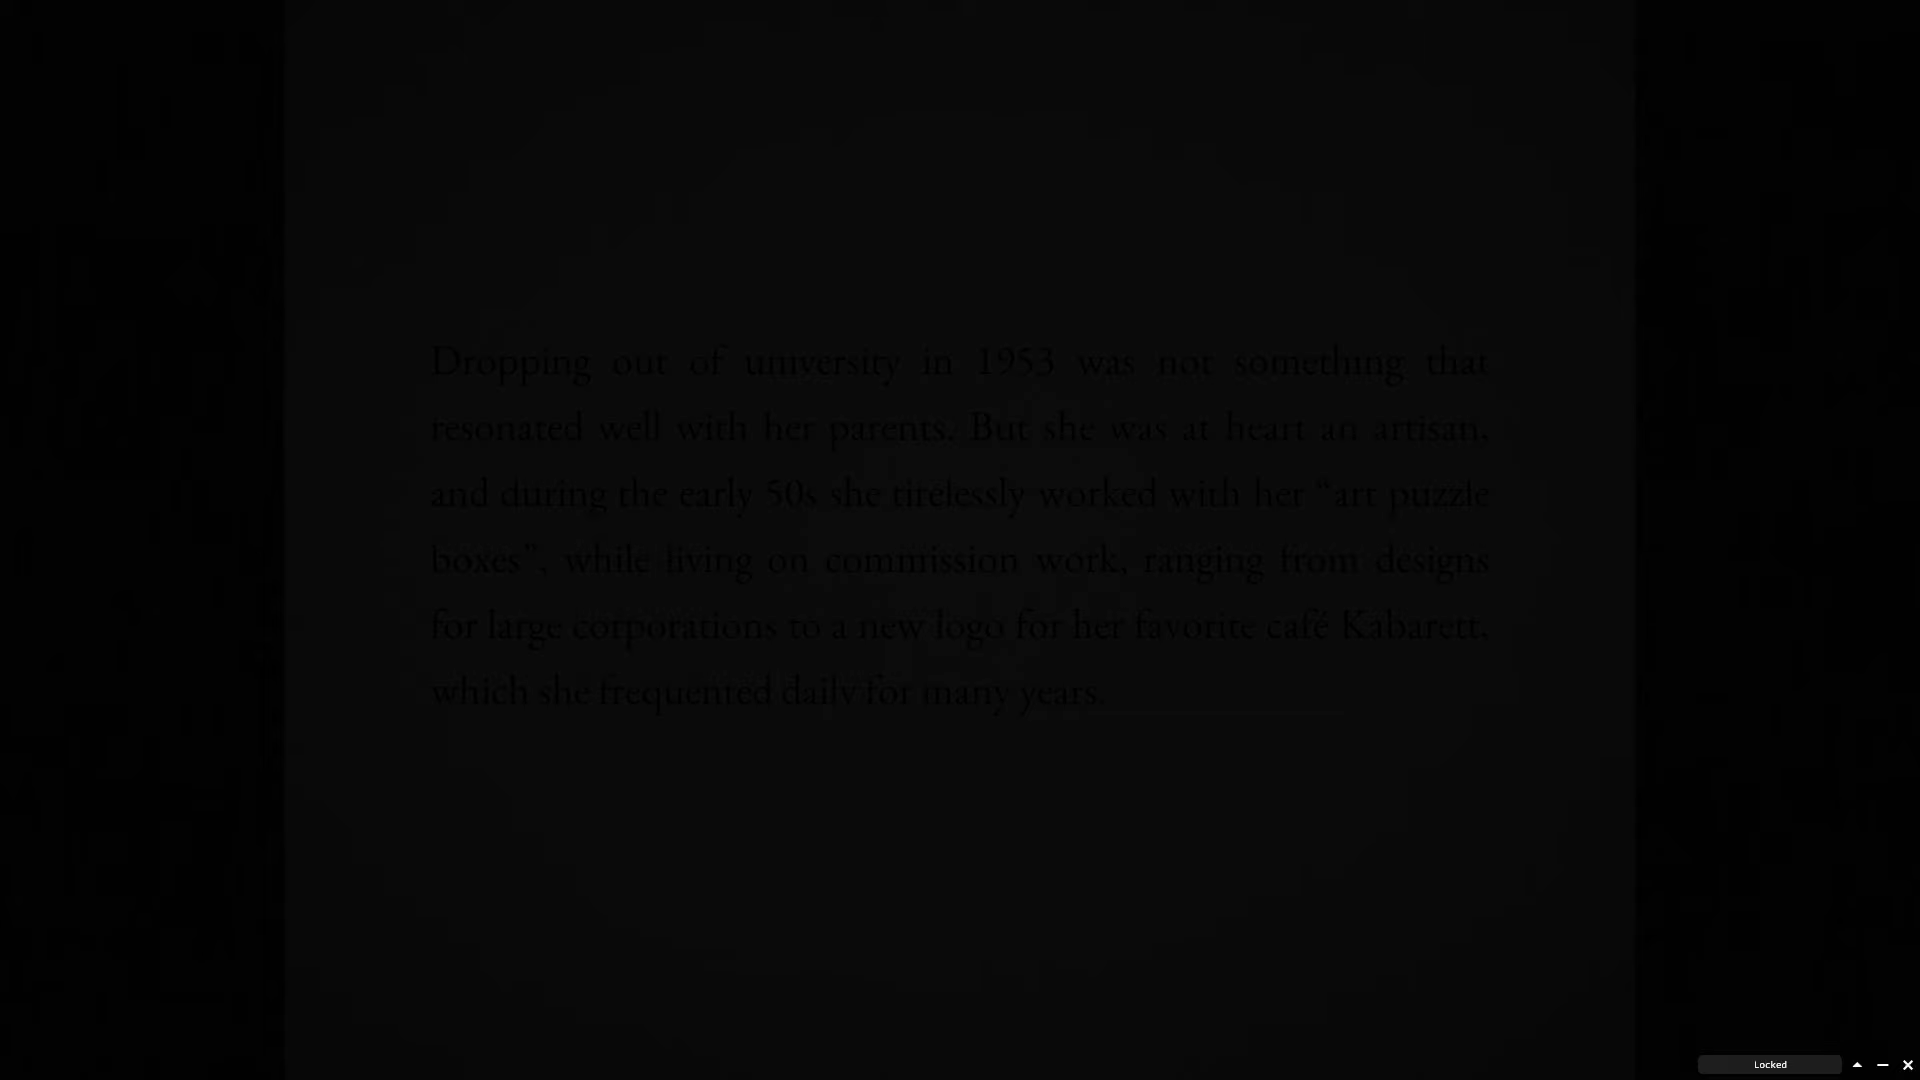 Dropping out of university in 1953 was not something that
resonated well with her parents. But she was at heart an artisan,
and during the early 50s she tirelessly worked with her “art puzzle
boxes”, while living on commission work, ranging from designs
for large corporations to a new logo for her favorite café Kabarett,
which she frequented daily for many years.
Locked